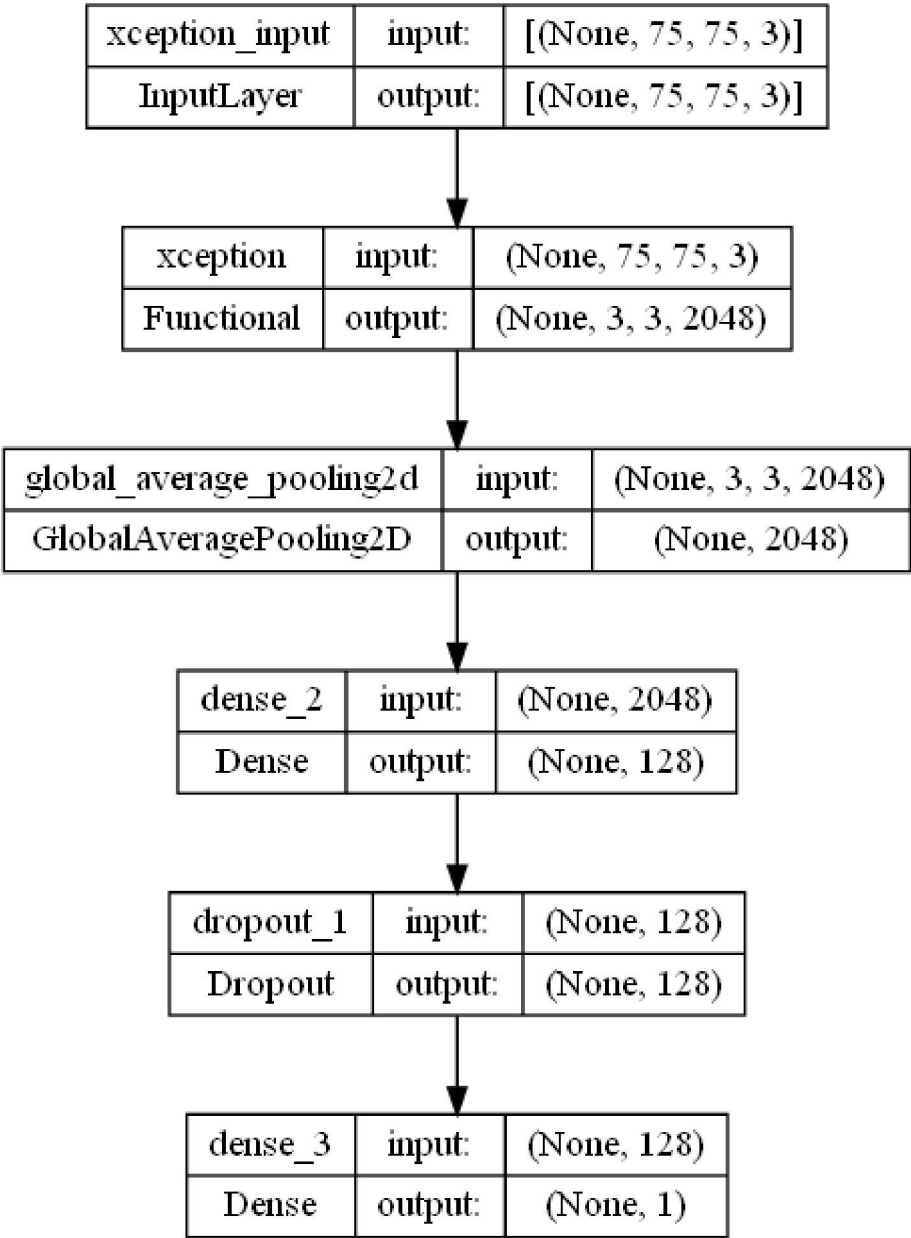 xception_input input: [(None, 75, 75, 3)]
InputLayer output: [(None, 75, 75, 3)]
xception input: (None, 75, 75, 3)
Functional output: (None, 3, 3, 2048)
global_average_pooling2d input: (None, 3, 3, 2048)
GlobalAveragePooling2D output: (None, 2048)
dense_2 input: (None, 2048)
Dense output: (None, 128)
dropout_1 input: (None, 128)
Dropout output: (None, 128)
dense_3 input: (None, 128)
Dense output: (None, 1)